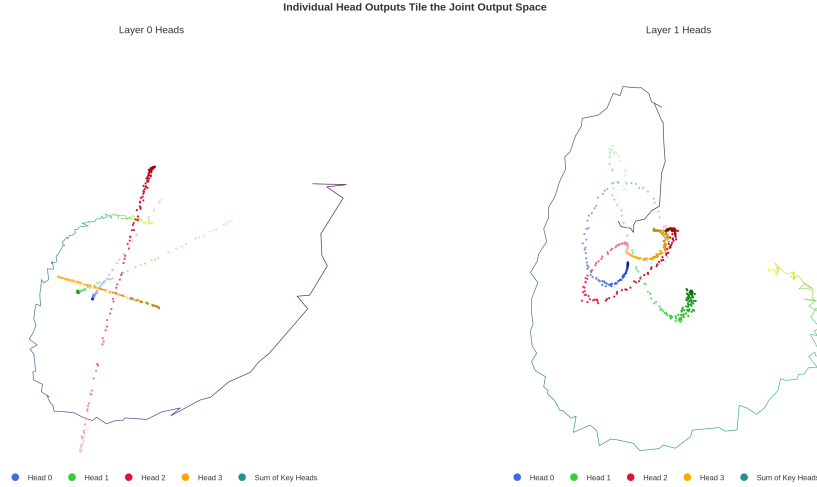 Individual Head Outputs Tile the Joint Output Space
Layer 0 Heads
Layer 1 Heads
Head 0
Head 1
Head 2
Head 3
Sum of Key Heads
Head 0
Head 1
Head 2
Head 3
Sum of Key Heads